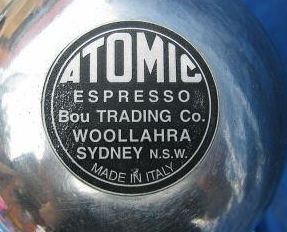 ATOMIC
ESPRESSO
Bou TRADING Co.
WOOLLAHRA
SYDNEY N.S.W.
MADE IN ITALY